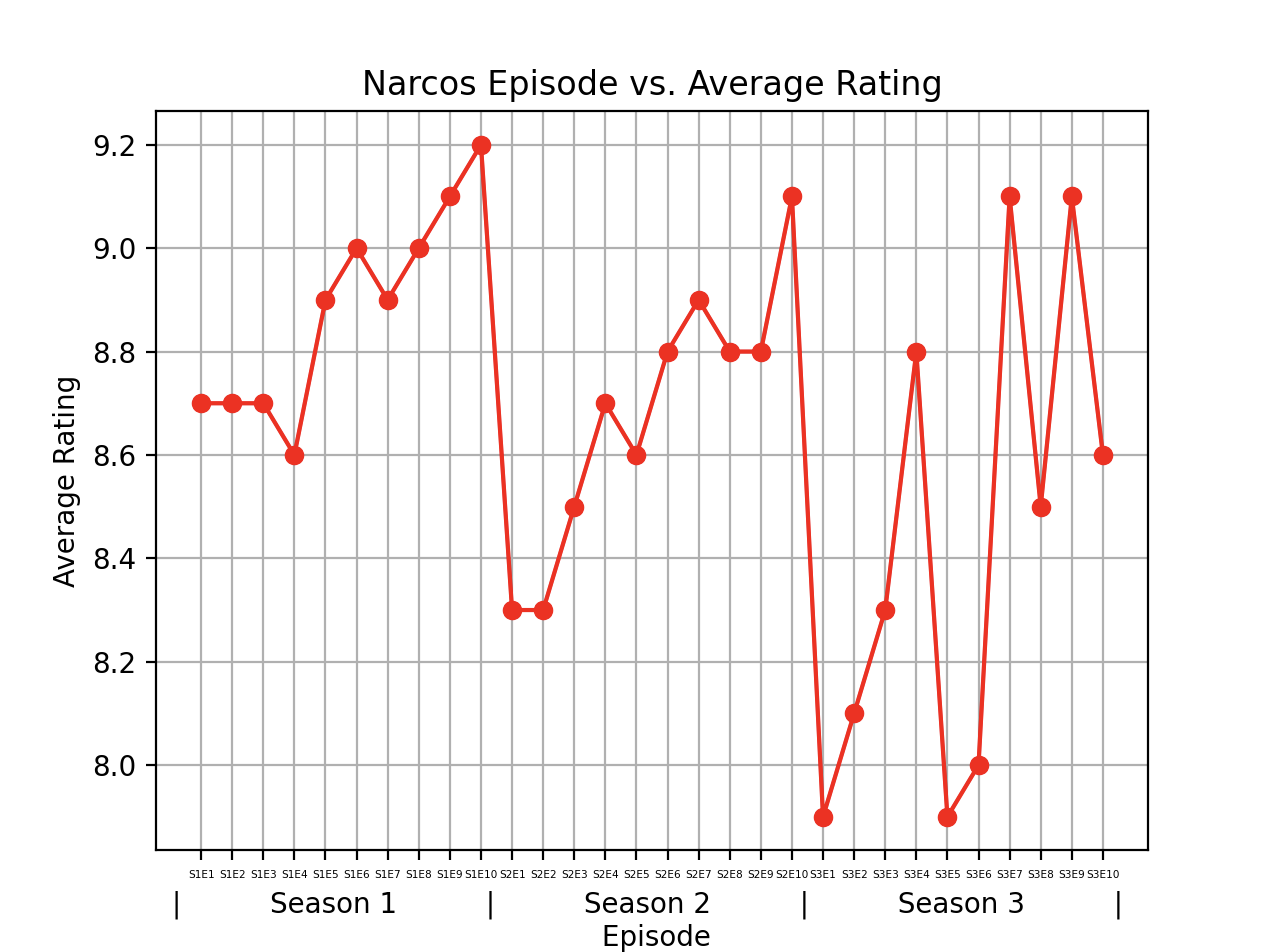 Narcos Episode vs. Average Rating
Average Rating
9.2
9.0
8.8
8.6
8.4
8.2
8.0
S1E1 S1E2 S1E3 S1E4 S1E5 S1E6 S1E7 S1E8 S1E9 S1E10 S2E1 S2E2 S2E3 S2E4 S2E5 S2E6 S2E7 S2E8 S2E9 S2E10 S3E1 S3E2 S3E3 S3E4 S3E5 S3E6 S3E7 S3E8 S3E9 S3E10
| Season 1 | Season 2 | Season 3 |
Episode